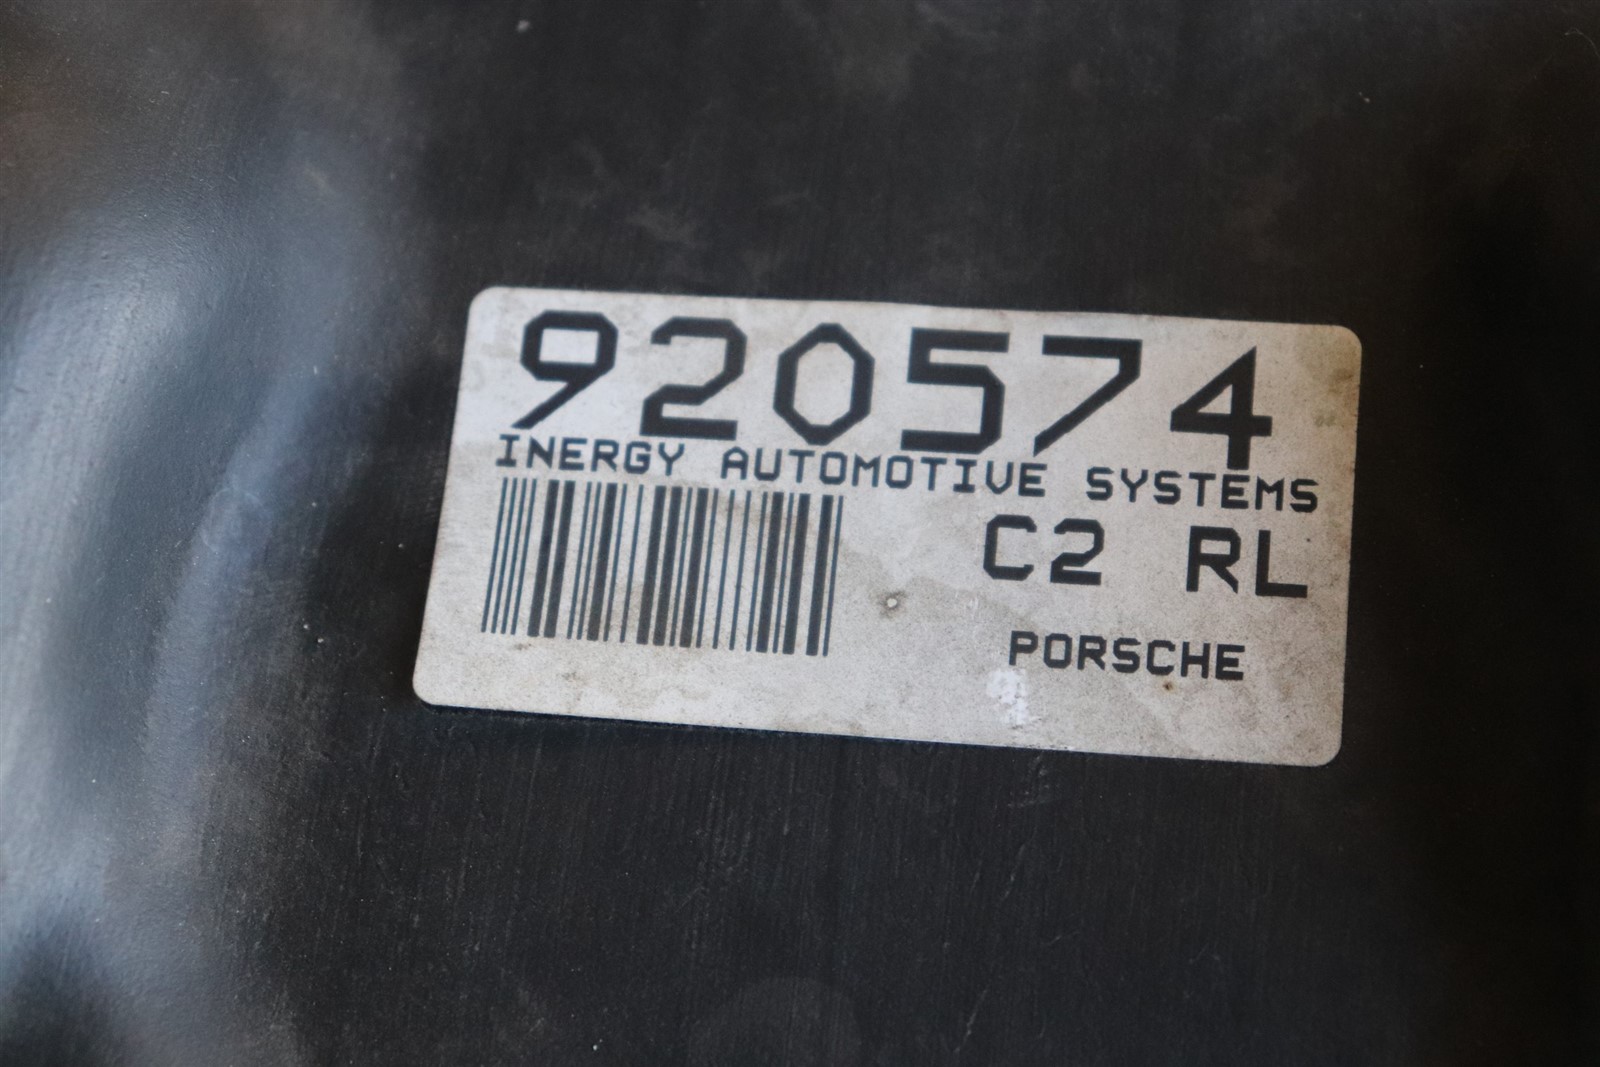 920574
INERGY AUTOMOTIVE SYSTEMS
C2 RL
PORSCHE